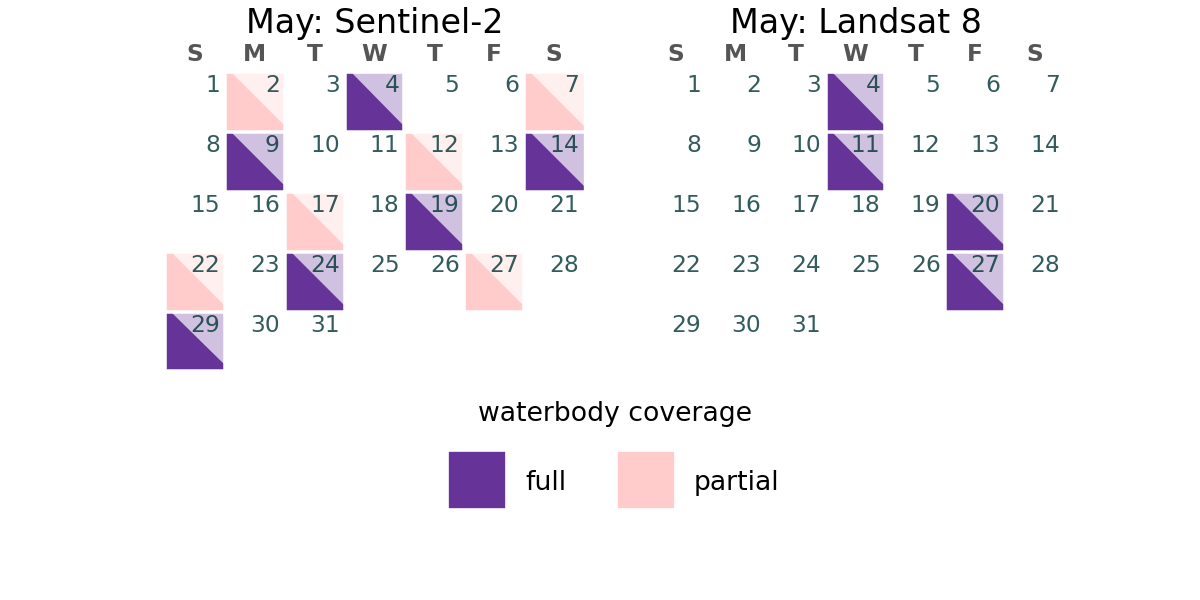 May: Sentinel-2
S M T W T F S
1 2 3 4 5 6 7
8 9 10 11 12 13 14
15 16 17 18 19 20 21
22 23 24 25 26 27 28
29 30 31
May: Landsat 8
S M T W T F S
1 2 3 4 5 6 7
8 9 10 11 12 13 14
15 16 17 18 19 20 21
22 23 24 25 26 27 28
29 30 31
waterbody coverage
full partial